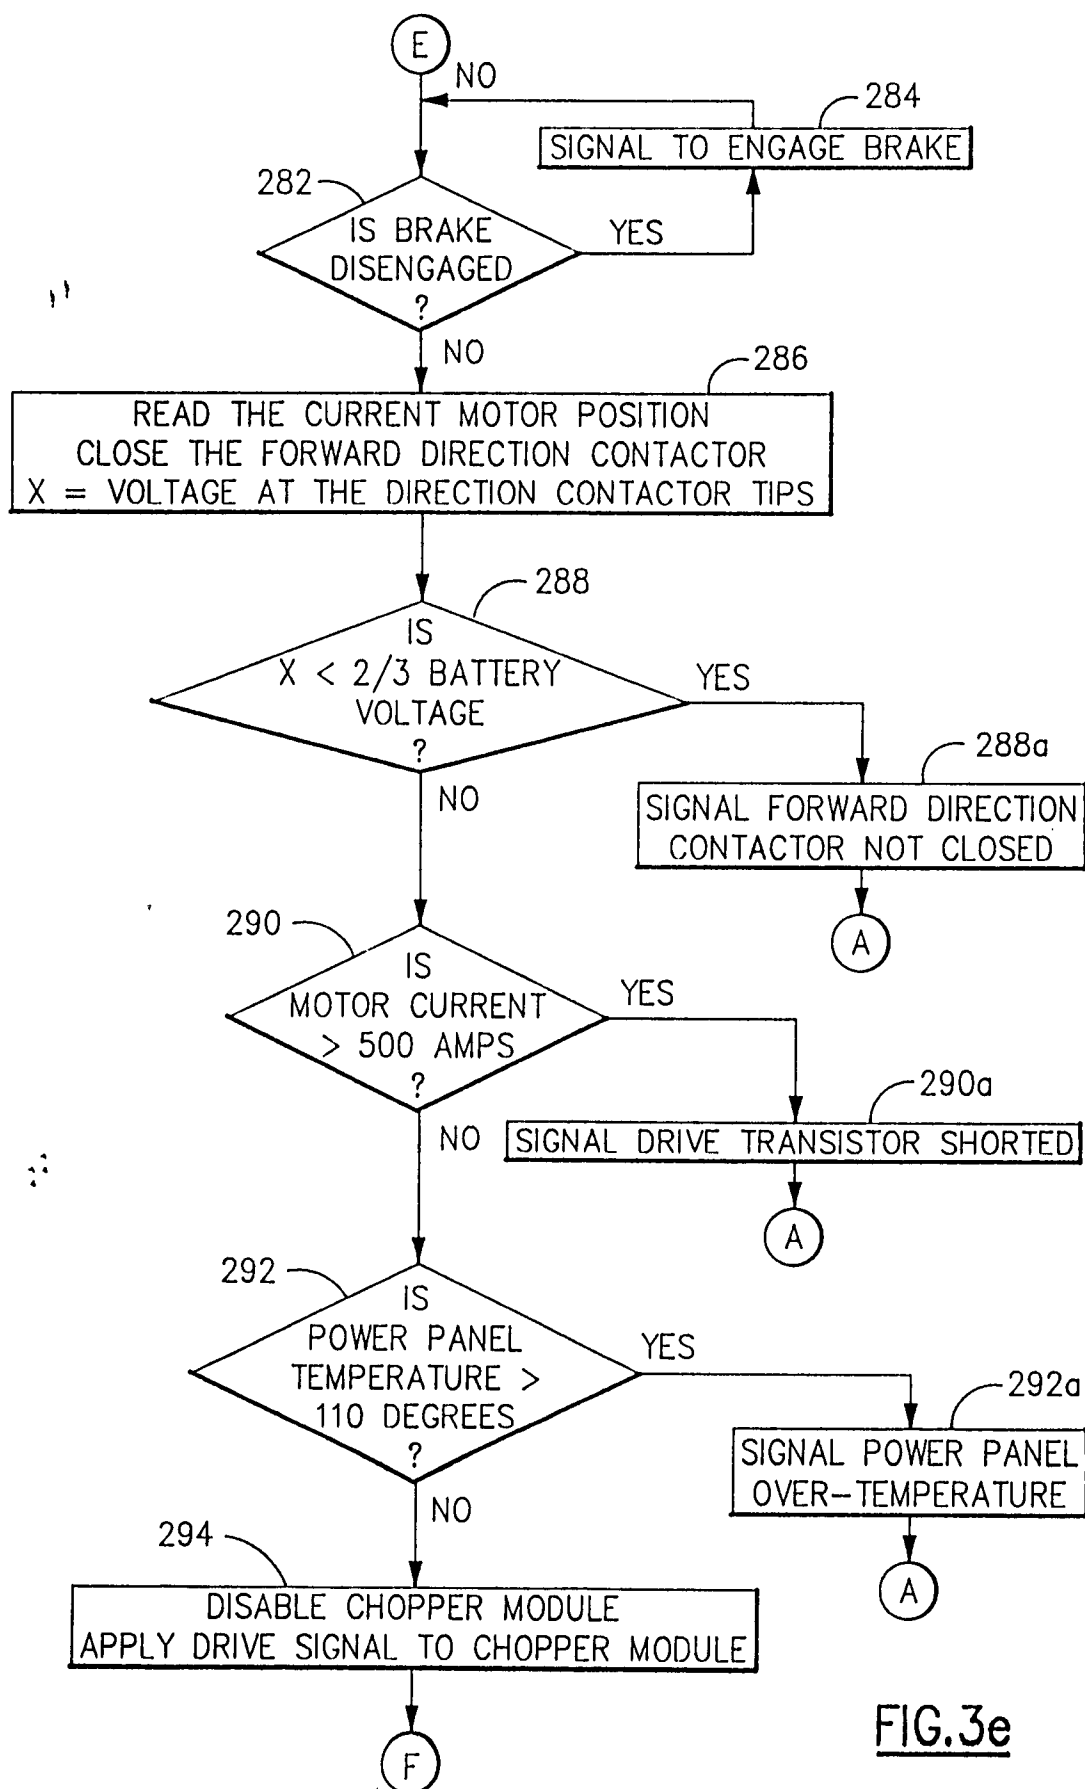 E
NO
284
SIGNAL TO ENGAGE BRAKE
282
IS BRAKE
DISENGAGED
?
YES
NO
286
READ THE CURRENT MOTOR POSITION
CLOSE THE FORWARD DIRECTION CONTACTOR
X = VOLTAGE AT THE DIRECTION CONTACTOR TIPS
288
IS
X < 2/3 BATTERY
VOLTAGE
?
YES
NO
288a
SIGNAL FORWARD DIRECTION
CONTACTOR NOT CLOSED
A
290
IS
MOTOR CURRENT
> 500 AMPS
?
YES
NO
290a
SIGNAL DRIVE TRANSISTOR SHORTED
A
292
IS
POWER PANEL
TEMPERATURE >
110 DEGREES
?
YES
NO
292a
SIGNAL POWER PANEL
OVER-TEMPERATURE
A
294
DISABLE CHOPPER MODULE
APPLY DRIVE SIGNAL TO CHOPPER MODULE
F
FIG.3e